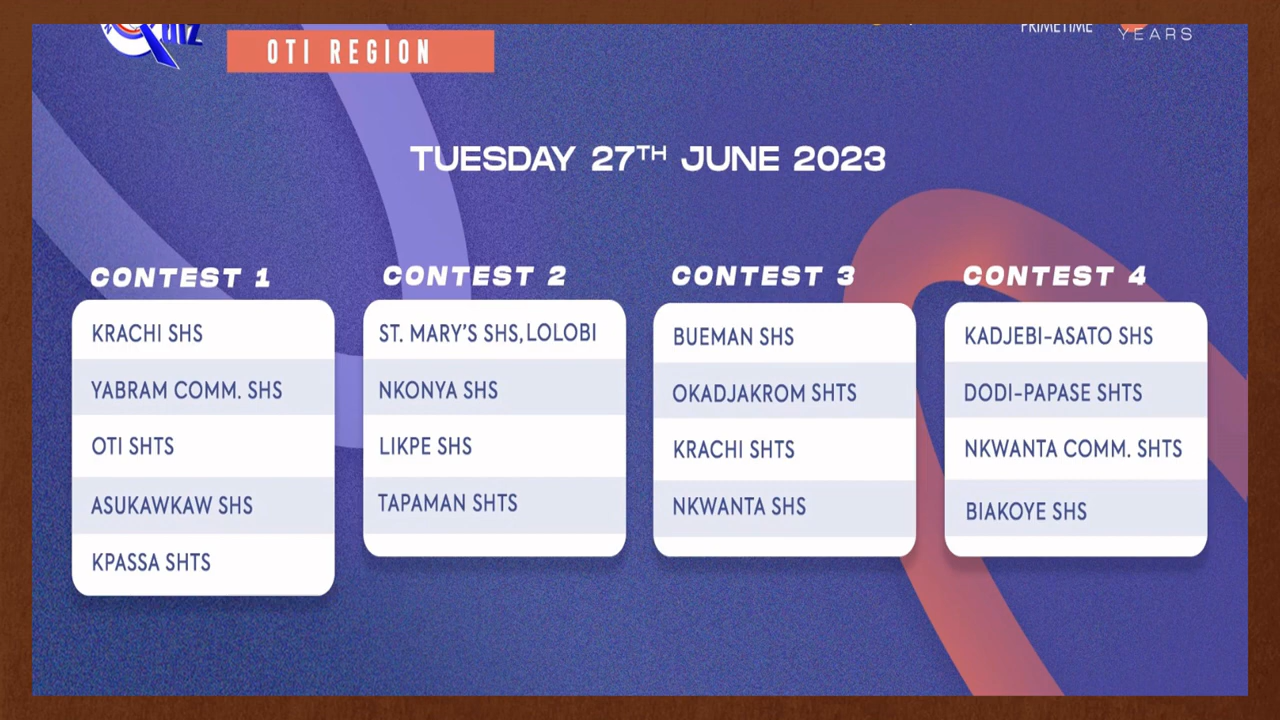 OTI REGION
PRIMETIME
YEARS
TUESDAY 27TH JUNE 2023
CONTEST 1
KRACHI SHS
YABRAM COMM. SHS
OTI SHTS
ASUKAWKAW SHS
KPASSA SHTS
CONTEST 2
ST. MARY'S SHS, LOLOBI
NKONYA SHS
LIKPE SHS
TAPAMAN SHTS
CONTEST 3
BUEMAN SHS
OKADJAKROM SHTS
KRACHI SHTS
NKWANTA SHS
CONTEST 4
KADJEBI-ASATO SHS
DODI-PAPASE SHTS
NKWANTA COMM. SHTS
BIAKOYE SHS